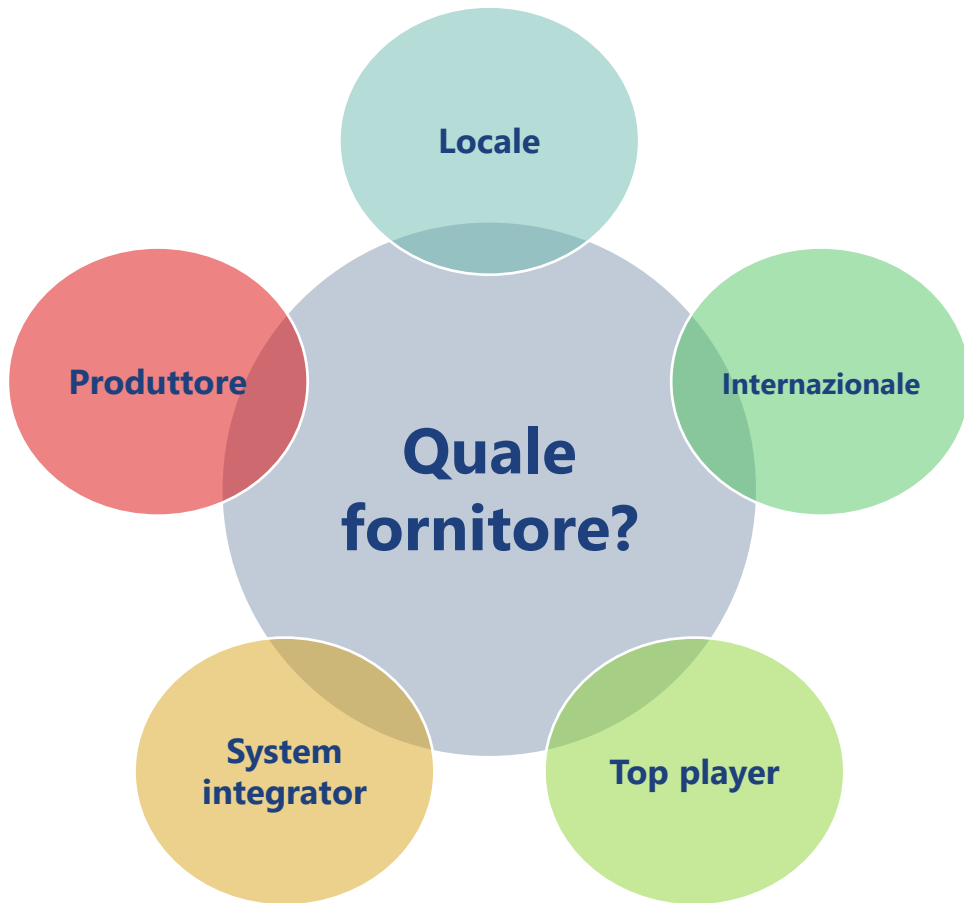 Locale
Produttore
Internazionale
Quale
fornitore?
System
integrator
Top player